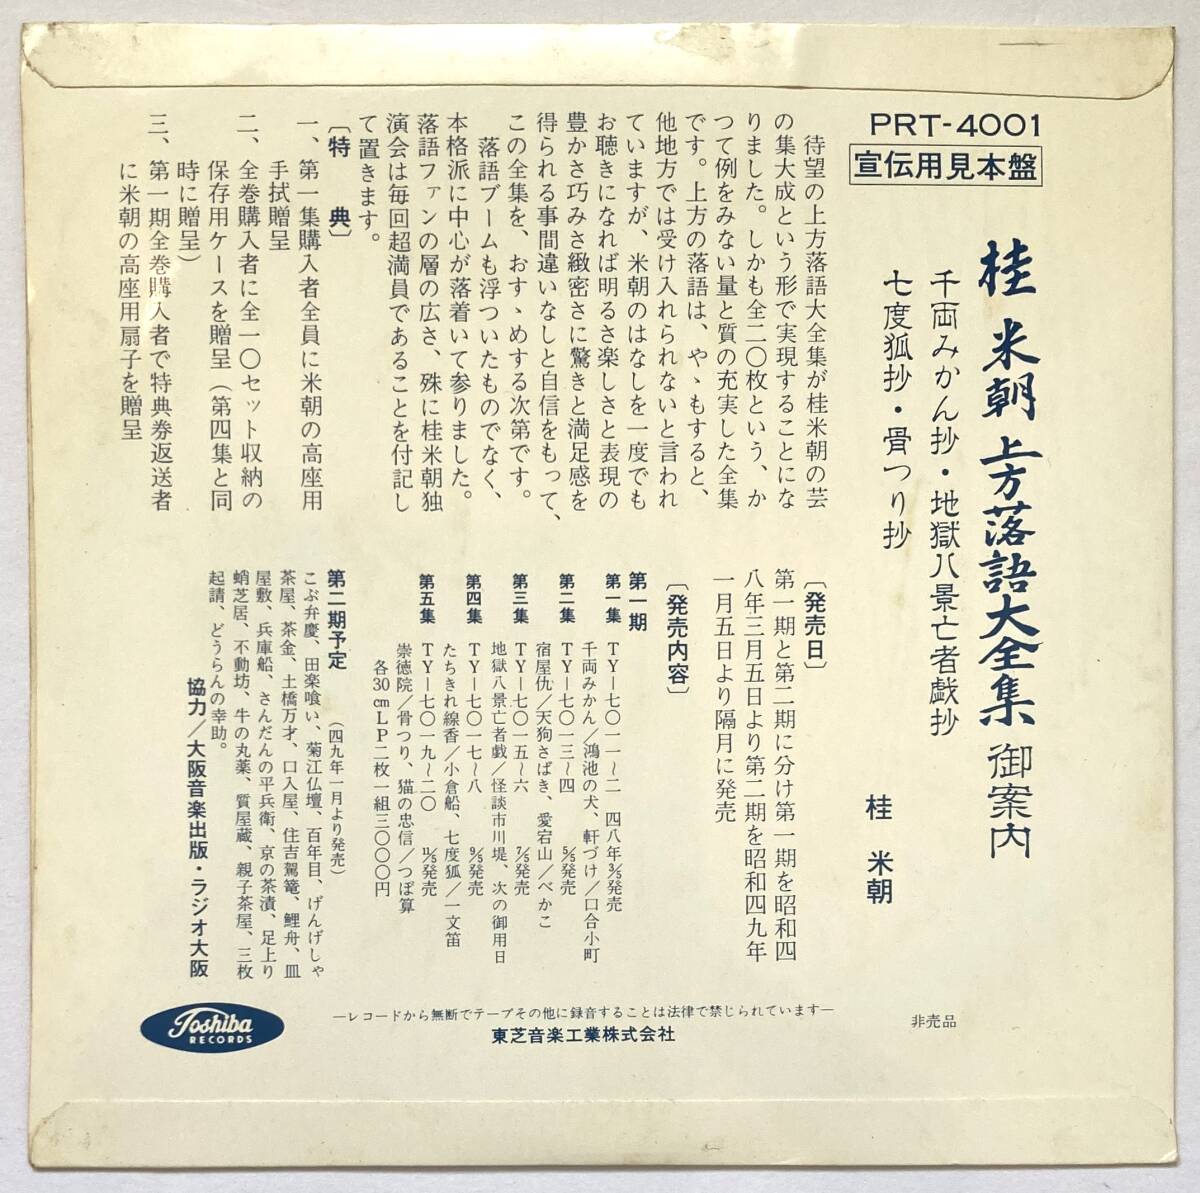 PRT-4001
宣伝用見本盤
桂米朝 上方落語大全集 御案内
千両みかん抄・地獄八景亡者戯抄
七度狐抄・骨つり抄
桂 米朝
待望の上方落語大全集が桂米朝の芸
の集大成という形で実現することにな
りました。しかも全二〇枚という、か
つて例をみない量と質の充実した全集
です。上方の落語は、やゝもすると、
他地方では受け入れられないと言われ
ていますが、米朝のはなしを一度でも
お聴きになれば明るさ楽しさと表現の
豊かさ巧みさ緻密さに驚きと満足感を
得られる事間違いなしと自信をもって、
この全集を、おすゝめする次第です。
落語ブームも浮ついたものでなく、
本格派に中心が落着いて参りました。
落語ファンの層の広さ、殊に桂米朝独
演会は毎回超満員であることを付記し
て置きます。
〔特 典〕
一、第一集購入者全員に米朝の高座用
手拭贈呈
二、全巻購入者に全一〇セット収納の
保存用ケースを贈呈(第四集と同
時に贈呈)
三、第一期全巻購入者で特典券返送者
に米朝の高座用扇子を贈呈
〔発売日〕
第一期と第二期に分け第一期を昭和四
八年三月五日より第二期を昭和四九年
一月五日より隔月に発売
〔発売内容〕
第一期
第一集 TY―七〇一一~二 四八年3/5発売
千両みかん/鴻池の犬、軒づけ/口合小町
第二集 TY―七〇一三~四 5/5発売
宿屋仇/天狗さばき、愛宕山/べかこ
第三集 TY―七〇一五~六 7/5発売
地獄八景亡者戯/怪談市川堤、次の御用日
第四集 TY―七〇一七~八 9/5発売
たちきれ線香/小倉船、七度狐/一文笛
第五集 TY―七〇一九~二〇 11/5発売
崇徳院/骨つり、猫の忠信/つぼ算
各30cmLP二枚一組三〇〇〇円
第二期予定 (四九年一月より発売)
こぶ弁慶、田楽喰い、菊江仏壇、百年目、げんげしゃ
茶屋、茶金、土橋万才、口入屋、住吉駕篭、鯉舟、皿
屋敷、兵庫船、さんだんの平兵衛、京の茶漬、足上り
蛸芝居、不動坊、牛の丸薬、質屋蔵、親子茶屋、三枚
起請、どうらんの幸助。
協力/大阪音楽出版・ラジオ大阪
Toshiba
RECORDS
―レコードから無断でテープその他に録音することは法律で禁じられています―
東芝音楽工業株式会社
非売品